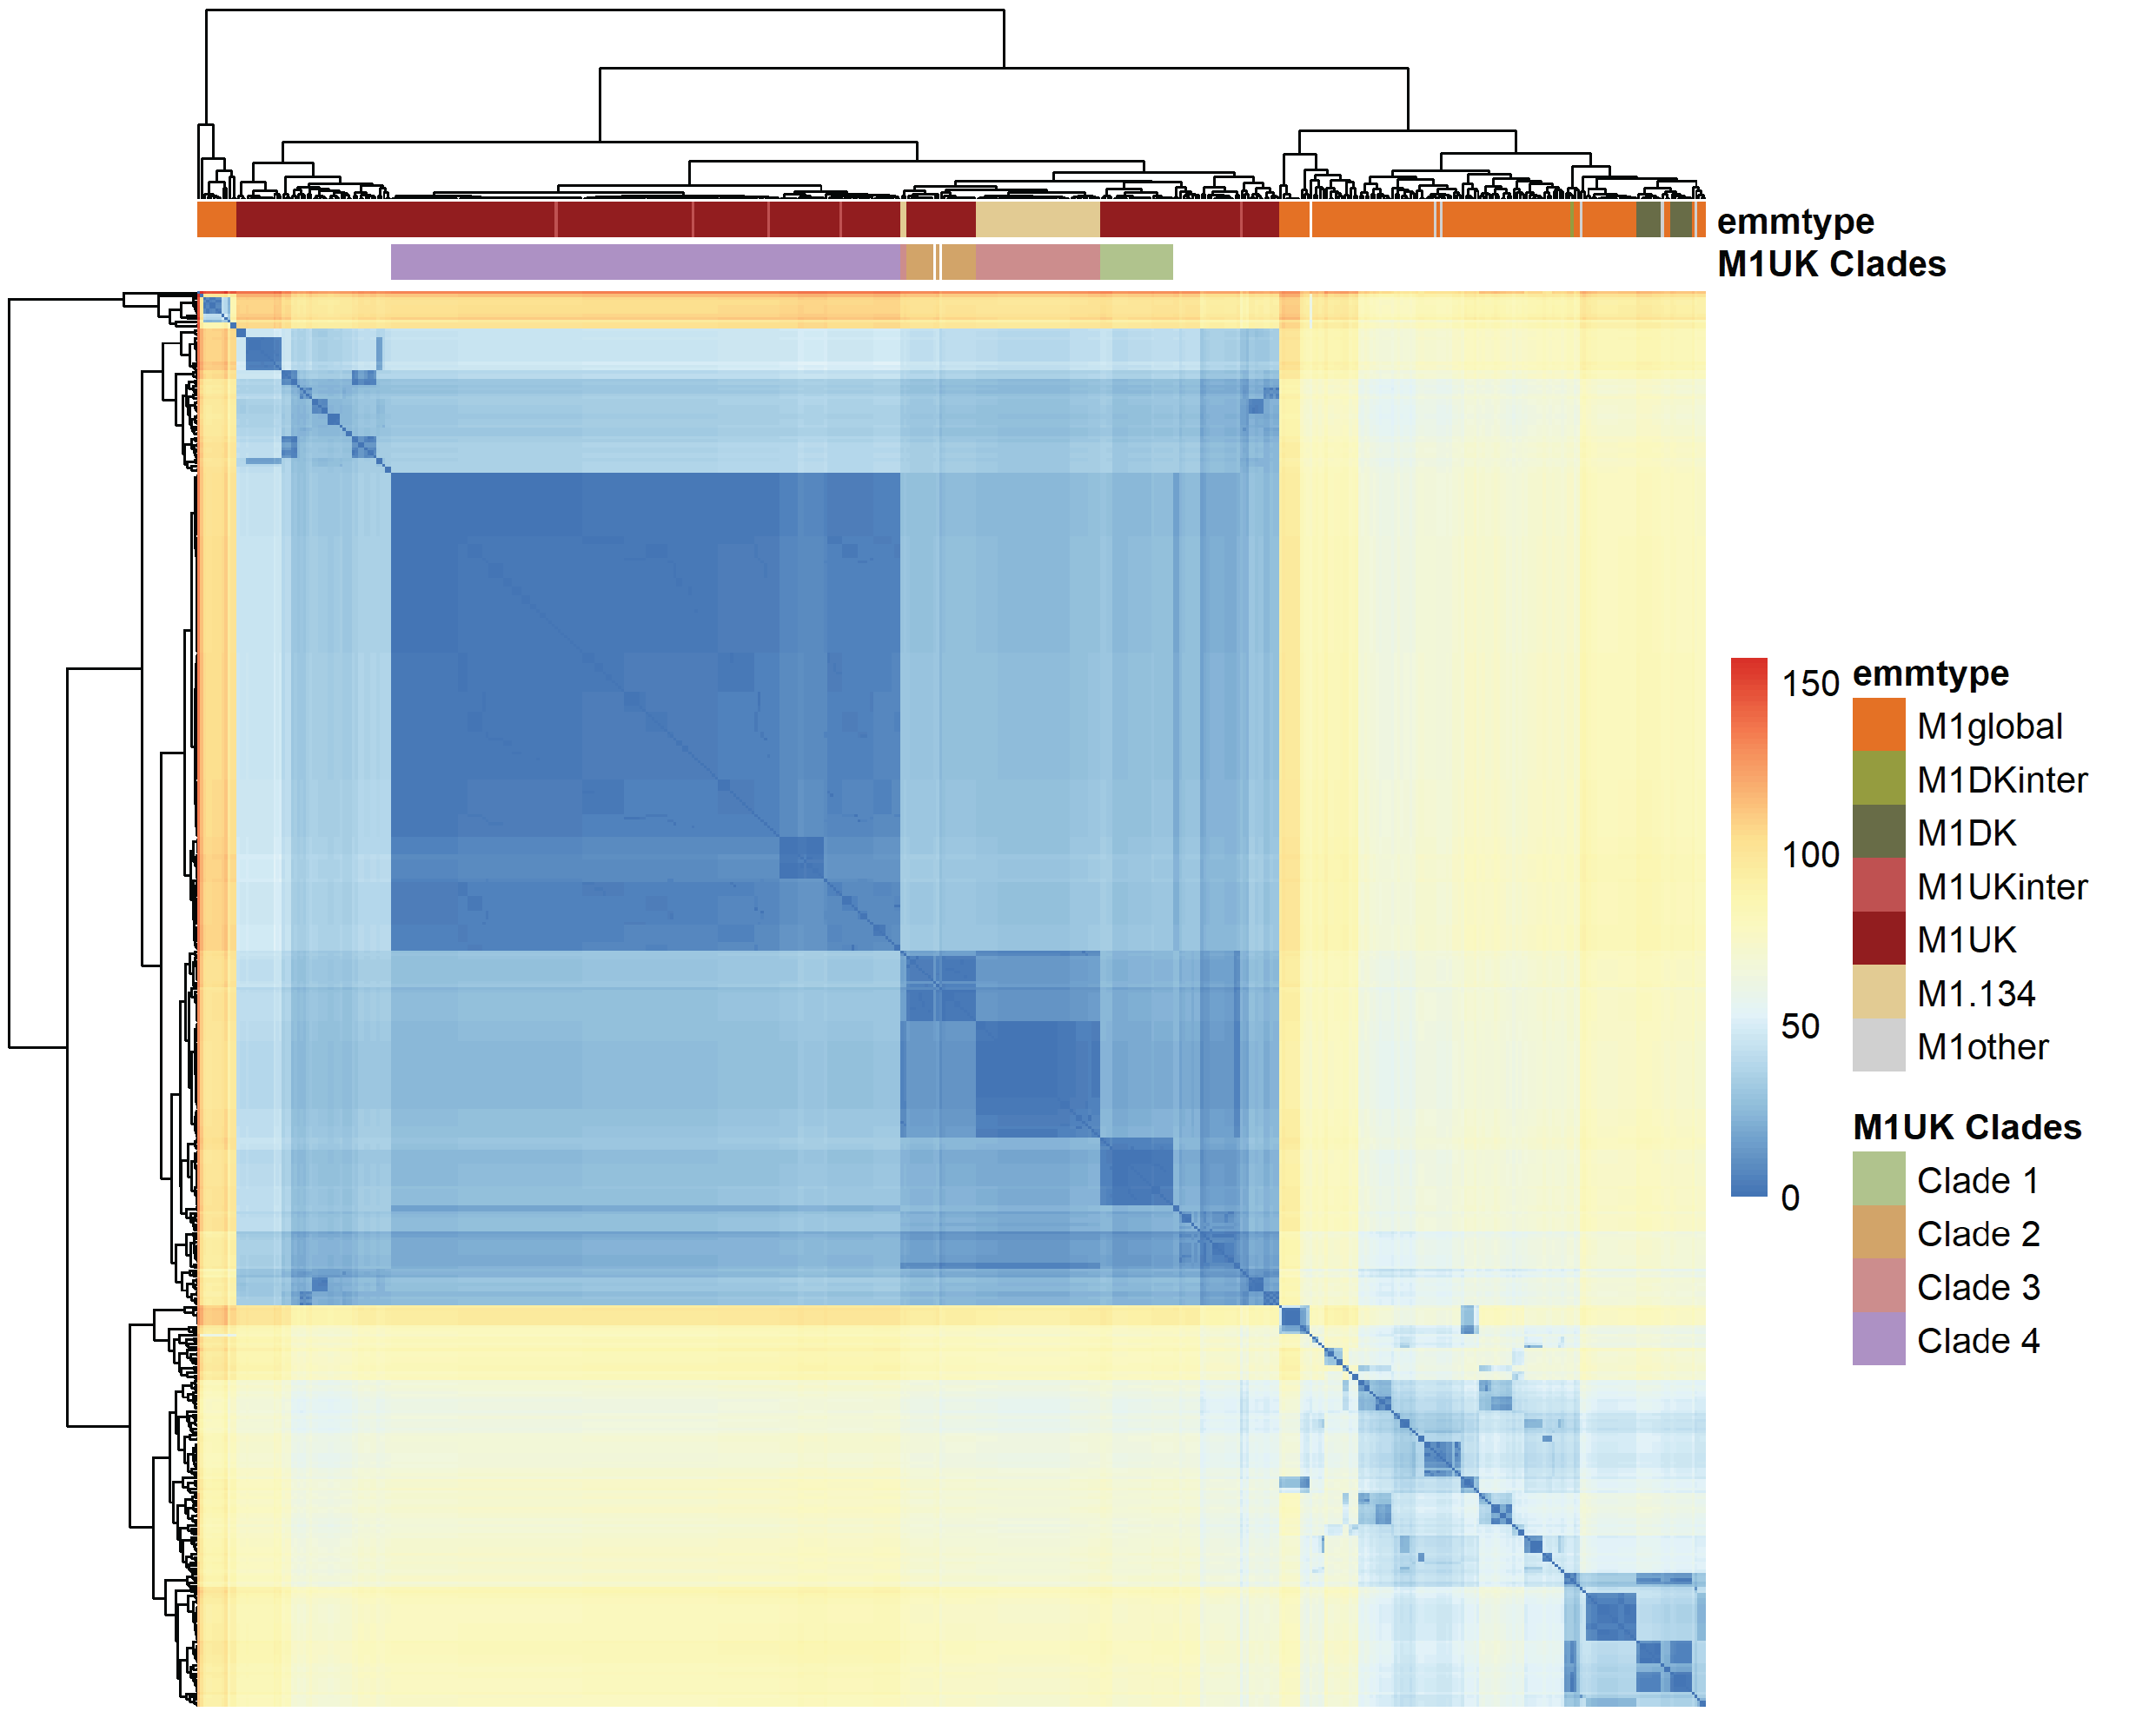 emmtype
M1UK Clades
150
100
50
0
emmtype
M1global
M1DKinter
M1DK
M1UKinter
M1UK
M1.134
M1other
M1UK Clades
Clade 1
Clade 2
Clade 3
Clade 4